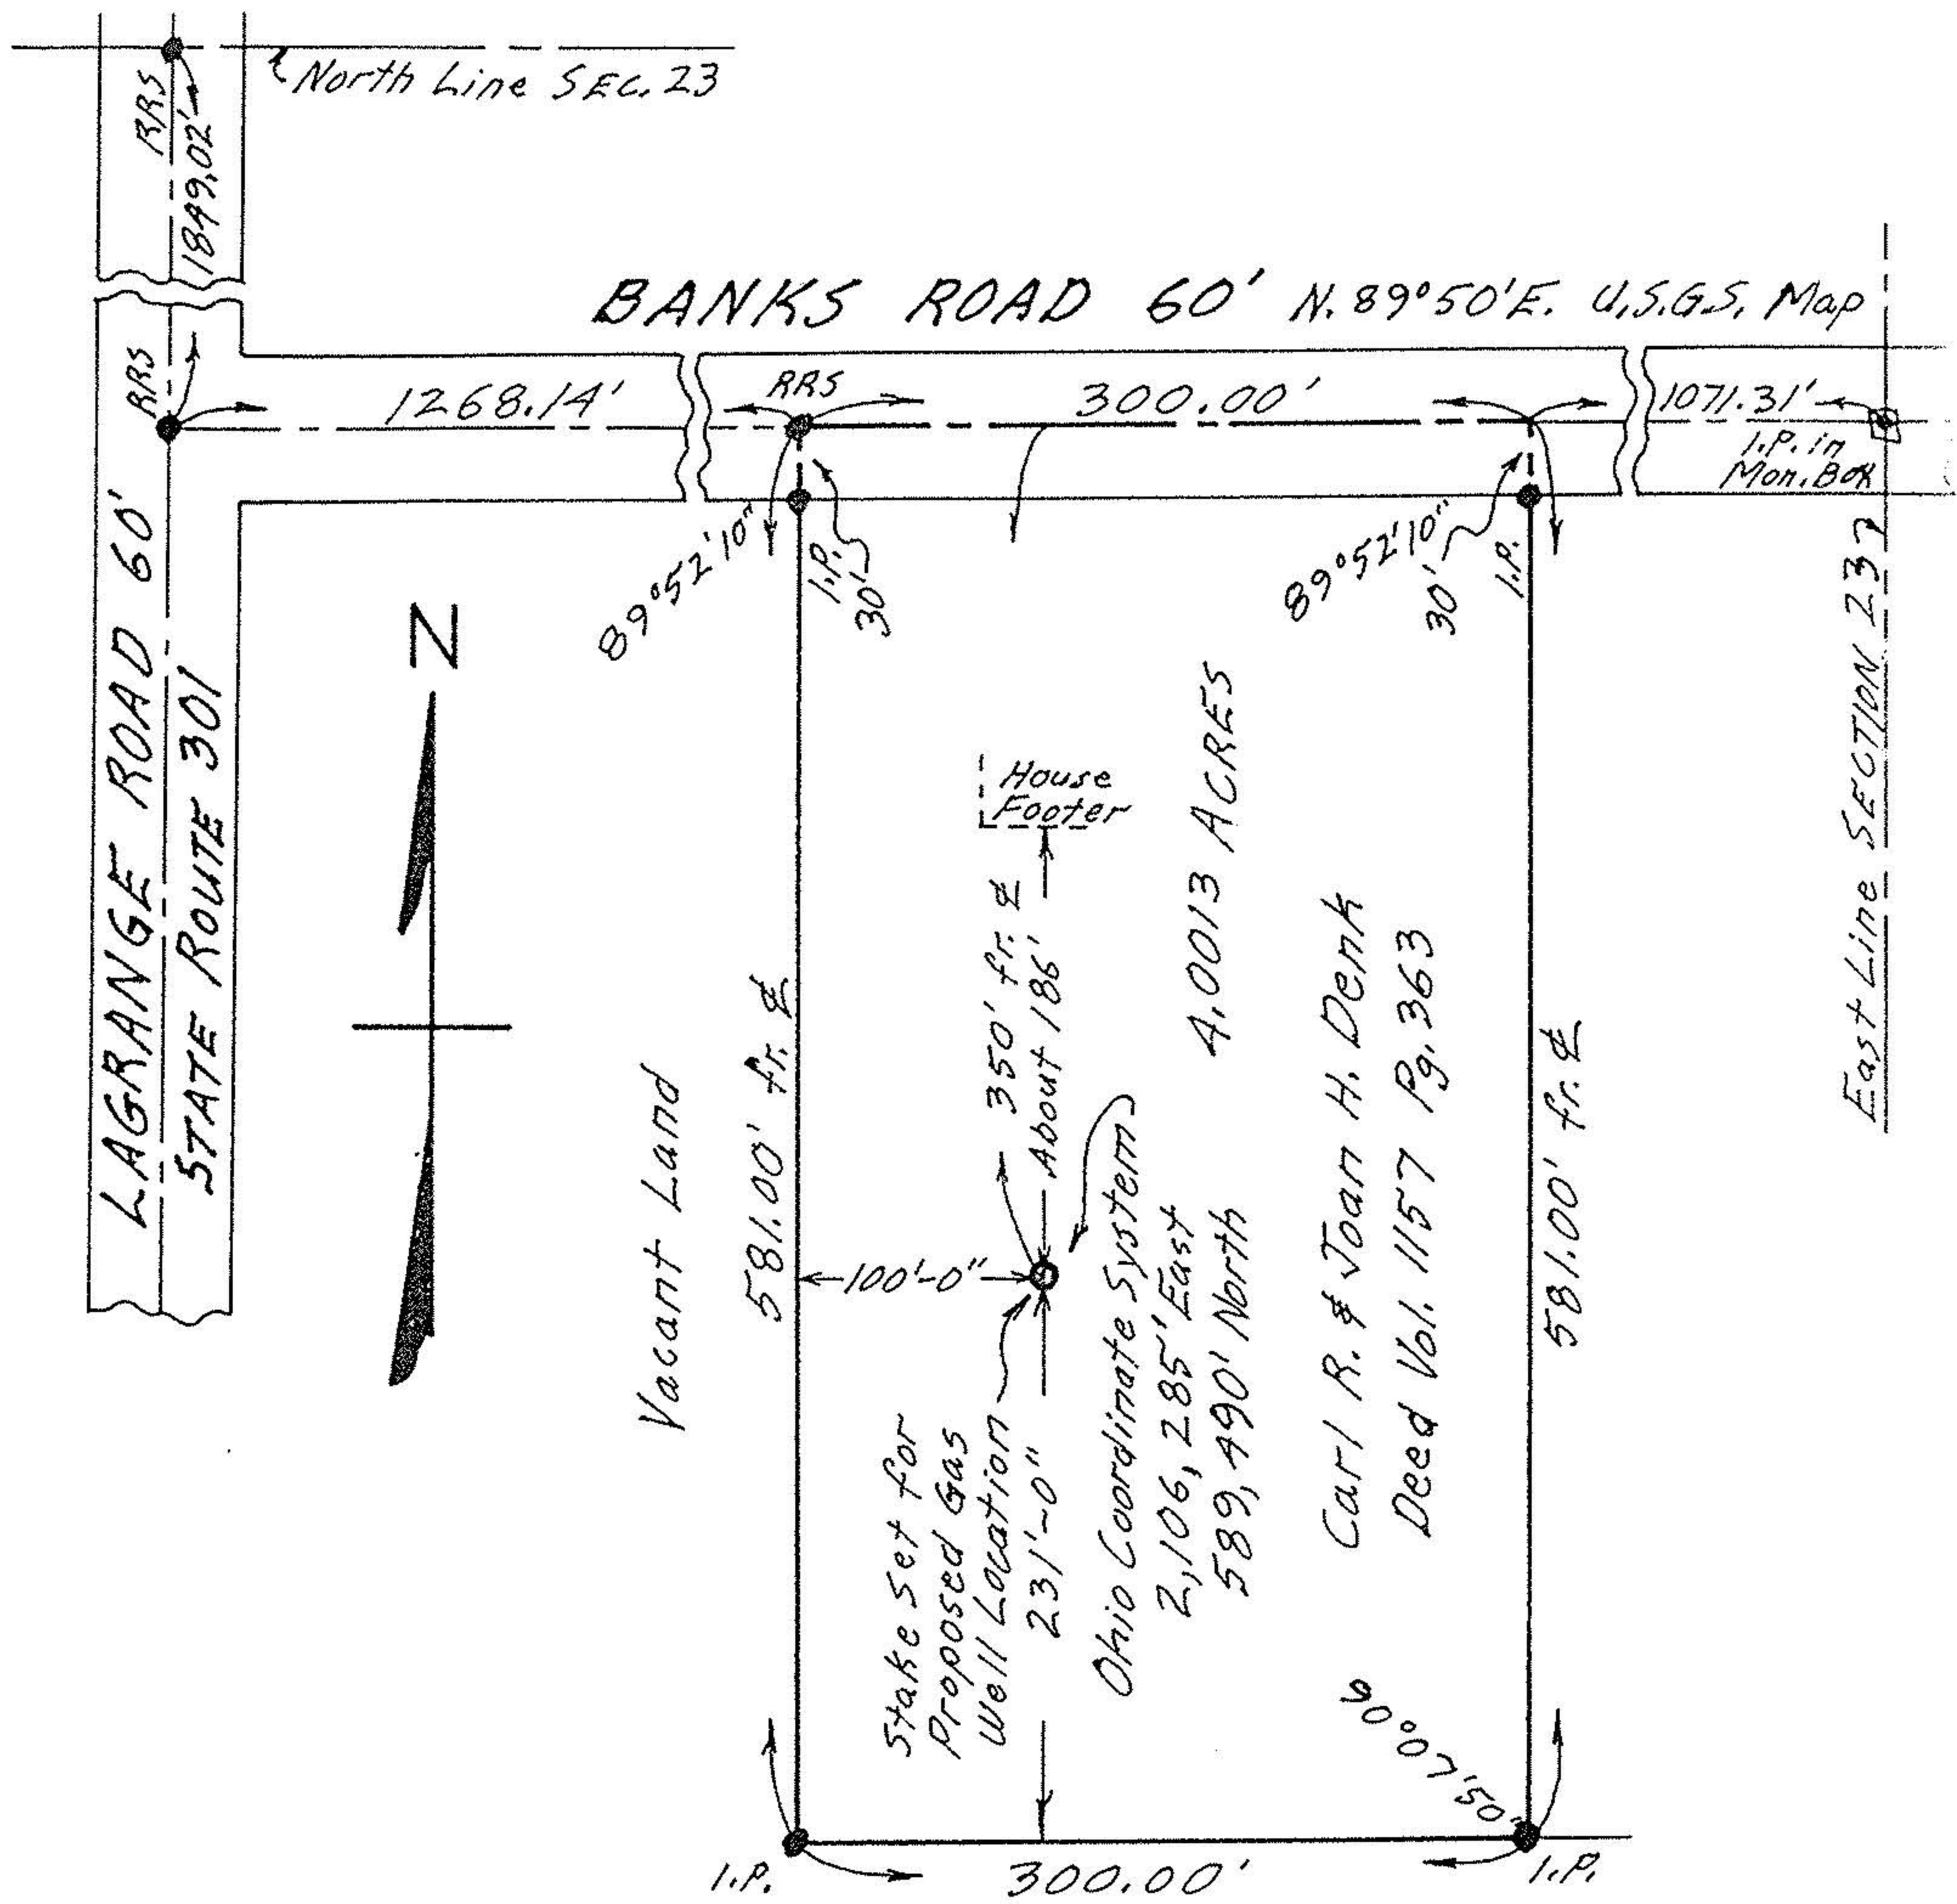 North Line SEC. 23
RRS
1849.02'
BANKS ROAD 60' N. 89°50'E. U.S.G.S. Map
RRS
1268.14'
RRS
300.00'
1071.31'
I.P. in
Mon. Box
89°52'10"
I.P.
30'
89°52'10"
30'
I.P.
LAGRANGE ROAD 60'
STATE ROUTE 301
N
East Line SECTION 23
House
Footer
4.0013 ACRES
350' fr. ℄
About 186'
Vacant Land
581.00' fr. ℄
100'-0"
Stake Set for
Proposed Gas
Well Location
231'-0"
Ohio Coordinate System
2,106,285' East
589,490' North
Carl R. & Joan H. Denk
Deed Vol. 1157 Pg. 363
581.00' fr. ℄
90°07'50"
I.P.
300.00'
I.P.